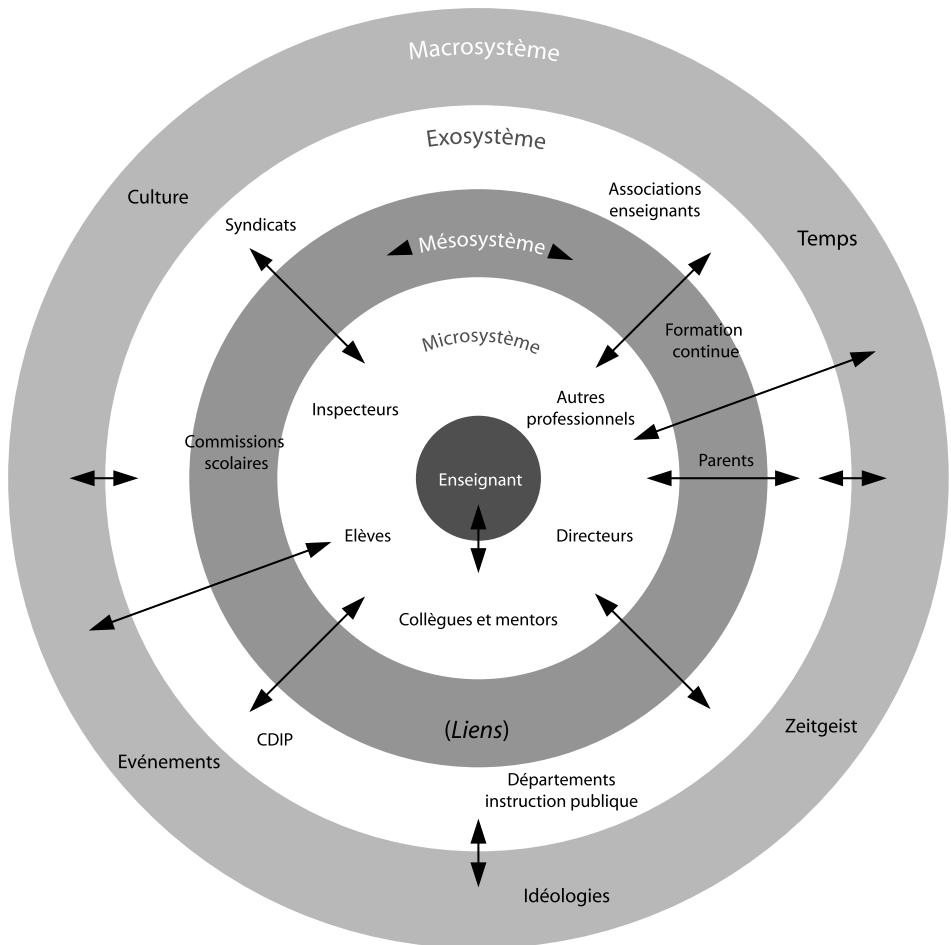 Macrosystème
Exosystème
Culture
Associations
enseignants
Syndicats
Temps
Mésosystème
Formation
continue
Microsystème
Autres
professionnels
Inspecteurs
Commissions
scolaires
Parents
Enseignant
Elèves
Directeurs
Collègues et mentors
(Liens)
Zeitgeist
CDIP
Evénements
Départements
instruction publique
Idéologies